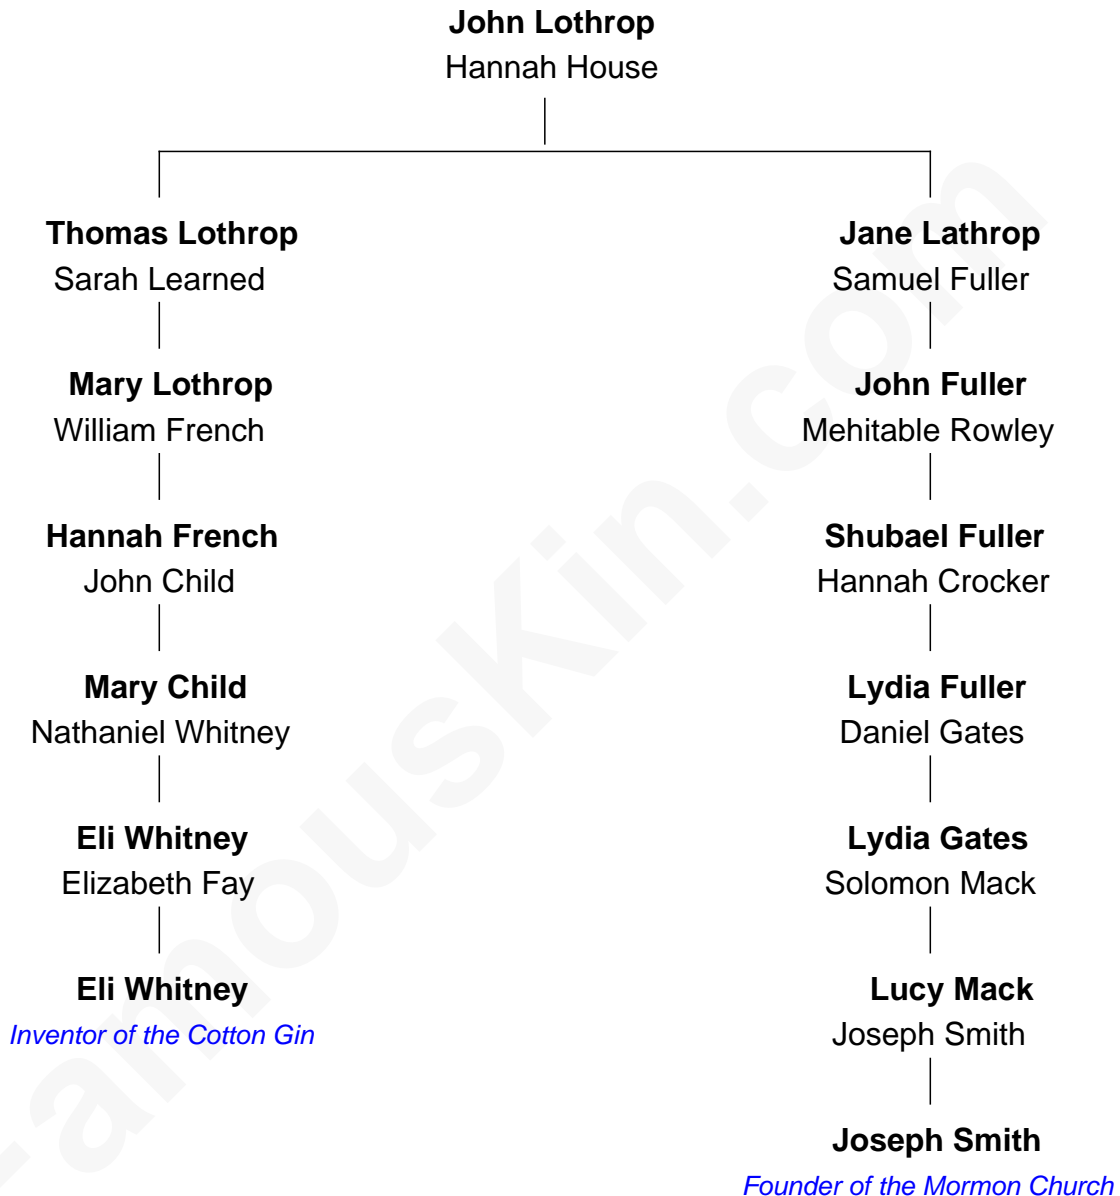 John Lothrop
Hannah House
Thomas Lothrop
Sarah Learned
Jane Lathrop
Samuel Fuller
Mary Lothrop
William French
John Fuller
Mehitable Rowley
Hannah French
John Child
Shubael Fuller
Hannah Crocker
Mary Child
Nathaniel Whitney
Lydia Fuller
Daniel Gates
Eli Whitney
Elizabeth Fay
Lydia Gates
Solomon Mack
Eli Whitney
Inventor of the Cotton Gin
Lucy Mack
Joseph Smith
Joseph Smith
Founder of the Mormon Church
FamousKin.com